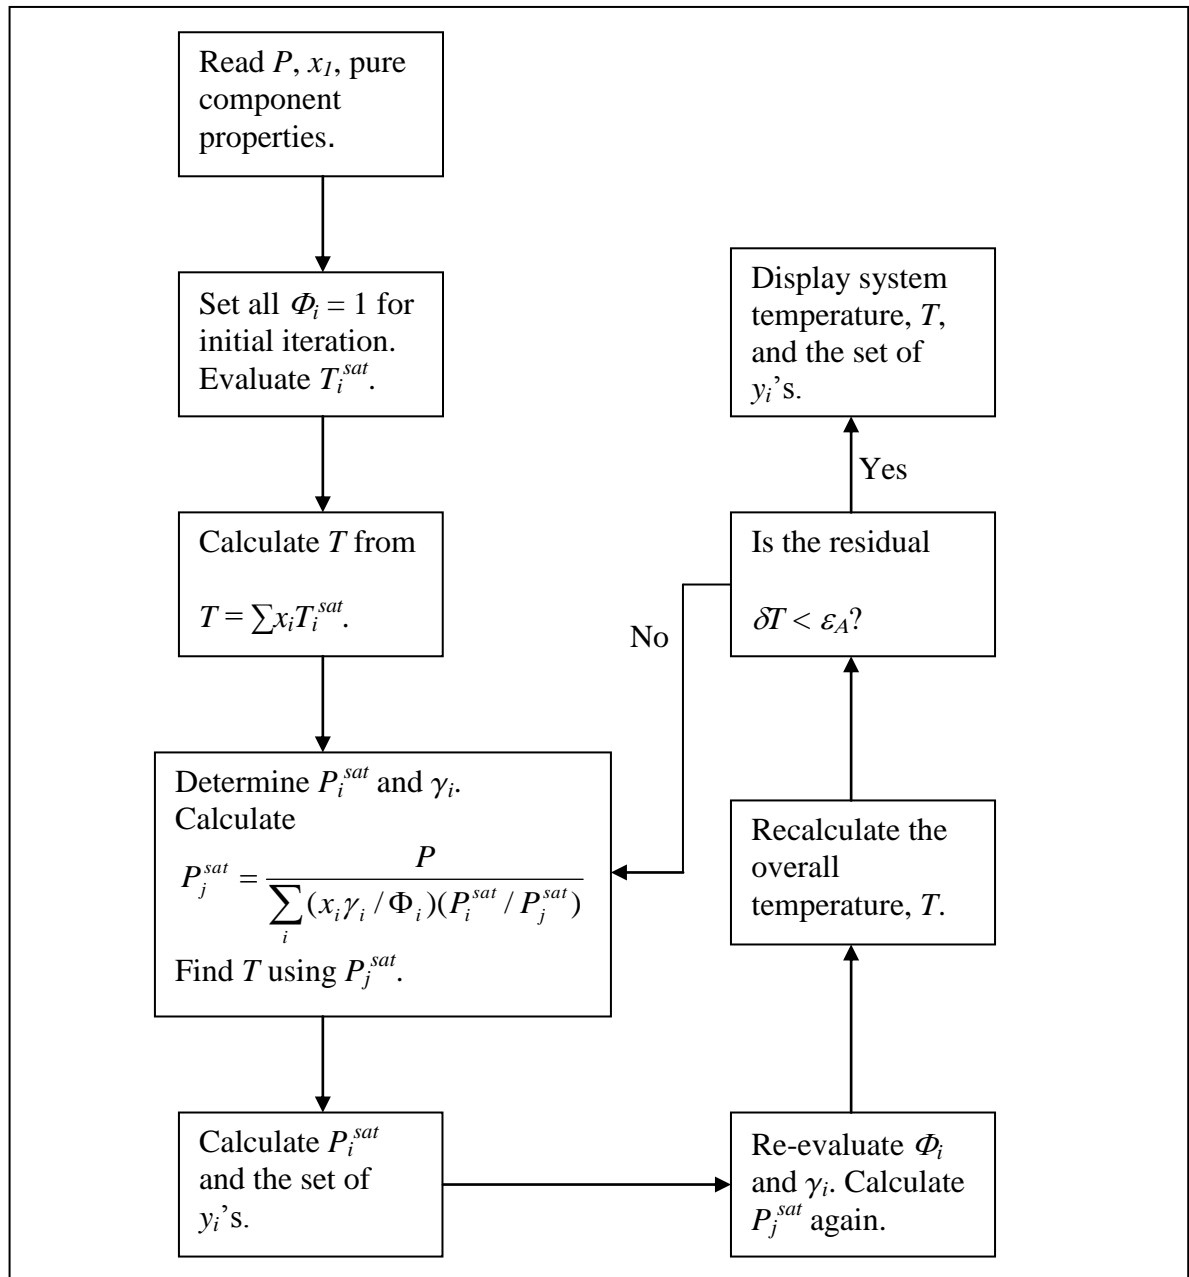 Read P, x₁, pure
component
properties.
Set all Φᵢ = 1 for
initial iteration.
Evaluate Tᵢˢᵃᵗ.
Calculate T from
T = ∑xᵢTᵢˢᵃᵗ.
Determine Pᵢˢᵃᵗ and γᵢ.
Calculate
Pⱼˢᵃᵗ = P / ∑ᵢ (xᵢγᵢ / Φᵢ)(Pᵢˢᵃᵗ / Pⱼˢᵃᵗ)
Find T using Pⱼˢᵃᵗ.
Calculate Pᵢˢᵃᵗ
and the set of
yᵢ’s.
Re-evaluate Φᵢ
and γᵢ. Calculate
Pⱼˢᵃᵗ again.
Recalculate the
overall
temperature, T.
Is the residual
δT < ε_A?
No
Yes
Display system
temperature, T,
and the set of
yᵢ’s.